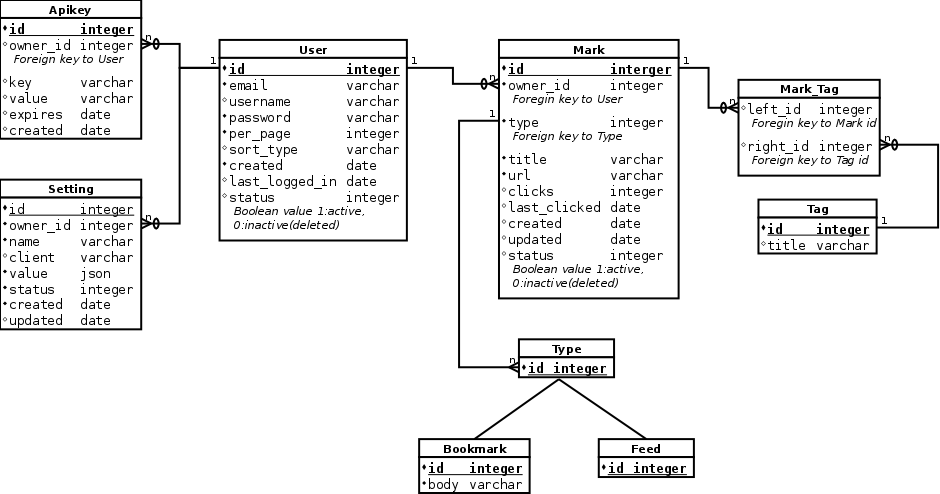 Apikey
id integer
owner_id integer
Foreign key to User
key varchar
value varchar
expires date
created date
n
1
Setting
id integer
owner_id integer
name varchar
client varchar
value json
status integer
created date
updated date
n
User
id integer
email varchar
username varchar
password varchar
per_page integer
sort_type varchar
created date
last_logged_in date
status integer
Boolean value 1:active,
0:inactive(deleted)
1
n
Mark
id interger
owner_id integer
Foregin key to User
type integer
Foreign key to Type
title varchar
url varchar
clicks integer
last_clicked date
created date
updated date
status integer
Boolean value 1:active,
0:inactive(deleted)
1
1
n
Mark_Tag
left_id integer
Foregin key to Mark id
right_id integer
Foreign key to Tag id
n
Tag
id integer
title varchar
1
n
Type
id integer
Bookmark
id integer
body varchar
Feed
id integer